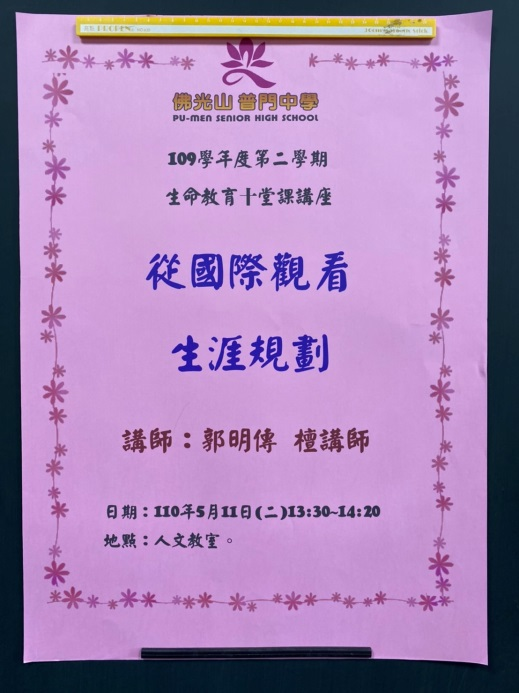 佛光山 普門中學
PU-MEN SENIOR HIGH SCHOOL
109學年度第二學期
生命教育十堂課講座
從國際觀看
生涯規劃
講師：郭明傳 檀講師
日期：110年5月11日(二)13:30~14:20
地點：人文教室。